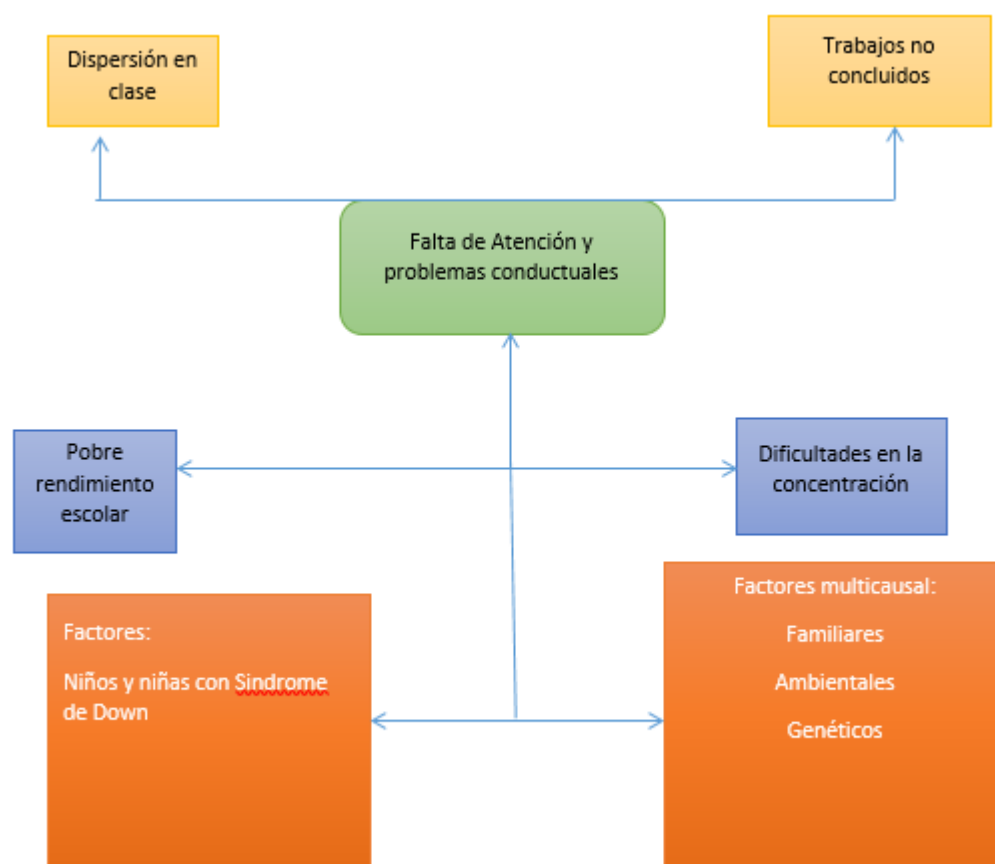 Dispersión en
clase
Trabajos no
concluidos
Falta de Atención y
problemas conductuales
Pobre
rendimiento
escolar
Dificultades en la
concentración
Factores:
Niños y niñas con Sindrome
de Down
Factores multicausal:
Familiares
Ambientales
Genéticos